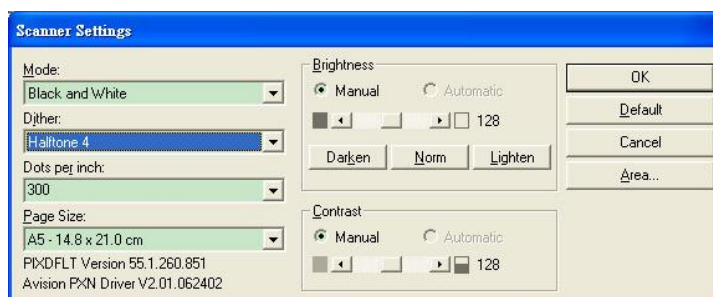 Scanner Settings
Mode:
Black and White
Dither:
Halftone 4
Dots per inch:
300
Page Size:
A5 - 14.8 x 21.0 cm
PIXDFLT Version 55.1.260.851
Avision PXN Driver V2.01.062402
Brightness
Manual
Automatic
128
Darken
Norm
Lighten
Contrast
Manual
Automatic
128
OK
Default
Cancel
Area...